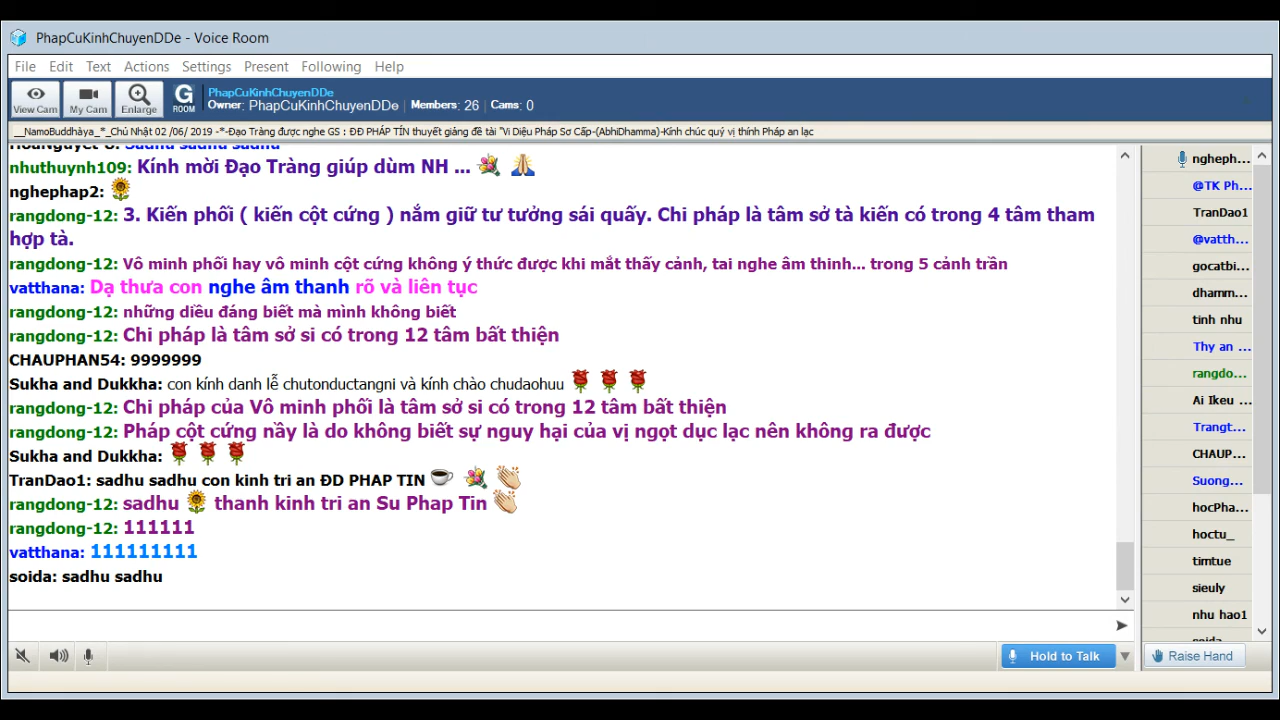 PhapCuKinhChuyenDDe - Voice Room
File Edit Text Actions Settings Present Following Help
View Cam My Cam Enlarge G ROOM PhapCuKinhChuyenDDe
Owner: PhapCuKinhChuyenDDe | Members: 26 | Cams: 0
__NamoBuddhàya_*_Chủ Nhật 02 /06/ 2019 -*-Đạo Tràng được nghe GS : ĐĐ PHÁP TÍN thuyết giảng đề tài "Vi Diệu Pháp Sơ Cấp-(AbhiDhamma)-Kính chúc quý vị thính Pháp an lạc
nhuthuynh109: Kính mời Đạo Tràng giúp dùm NH ...
nghephap2:
rangdong-12: 3. Kiến phối ( kiến cột cứng ) nắm giữ tư tưởng sái quấy. Chi pháp là tâm sở tà kiến có trong 4 tâm tham
hợp tà.
rangdong-12: Vô minh phối hay vô minh cột cứng không ý thức được khi mắt thấy cảnh, tai nghe âm thinh... trong 5 cảnh trần
vatthana: Dạ thưa con nghe âm thanh rõ và liên tục
rangdong-12: những diều đáng biết mà mình không biết
rangdong-12: Chi pháp là tâm sở si có trong 12 tâm bất thiện
CHAUPHAN54: 9999999
Sukha and Dukkha: con kính danh lễ chutonductangni và kính chào chudaohuu
rangdong-12: Chi pháp của Vô minh phối là tâm sở si có trong 12 tâm bất thiện
rangdong-12: Pháp cột cứng nầy là do không biết sự nguy hại của vị ngọt dục lạc nên không ra được
Sukha and Dukkha:
TranDao1: sadhu sadhu con kinh tri an ĐD PHAP TIN
rangdong-12: sadhu thanh kinh tri an Su Phap Tin
rangdong-12: 111111
vatthana: 111111111
soida: sadhu sadhu
Hold to Talk
ngheph...
@TK Ph...
TranDao1
@vatth...
gocatbi...
dhamm...
tinh nhu
Thy an ...
rangdo...
Ai Ikeu ...
Trangt...
CHAUP...
Suong...
hocPha...
hoctu_
timtue
sieuly
nhu hao1
Raise Hand